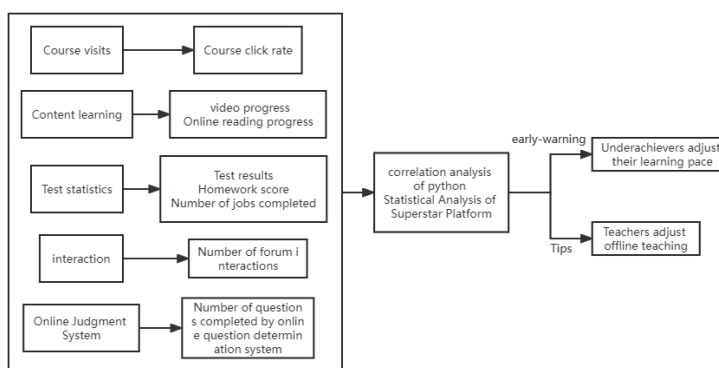 Course visits
Course click rate
Content learning
video progress
Online reading progress
Test statistics
Test results
Homework score
Number of jobs completed
interaction
Number of forum i
nteractions
Online Judgment
System
Number of question
s completed by onlin
e question determin
ation system
correlation analysis
of python
Statistical Analysis of
Superstar Platform
early-warning
Underachievers adjust
their learning pace
Tips
Teachers adjust
offline teaching